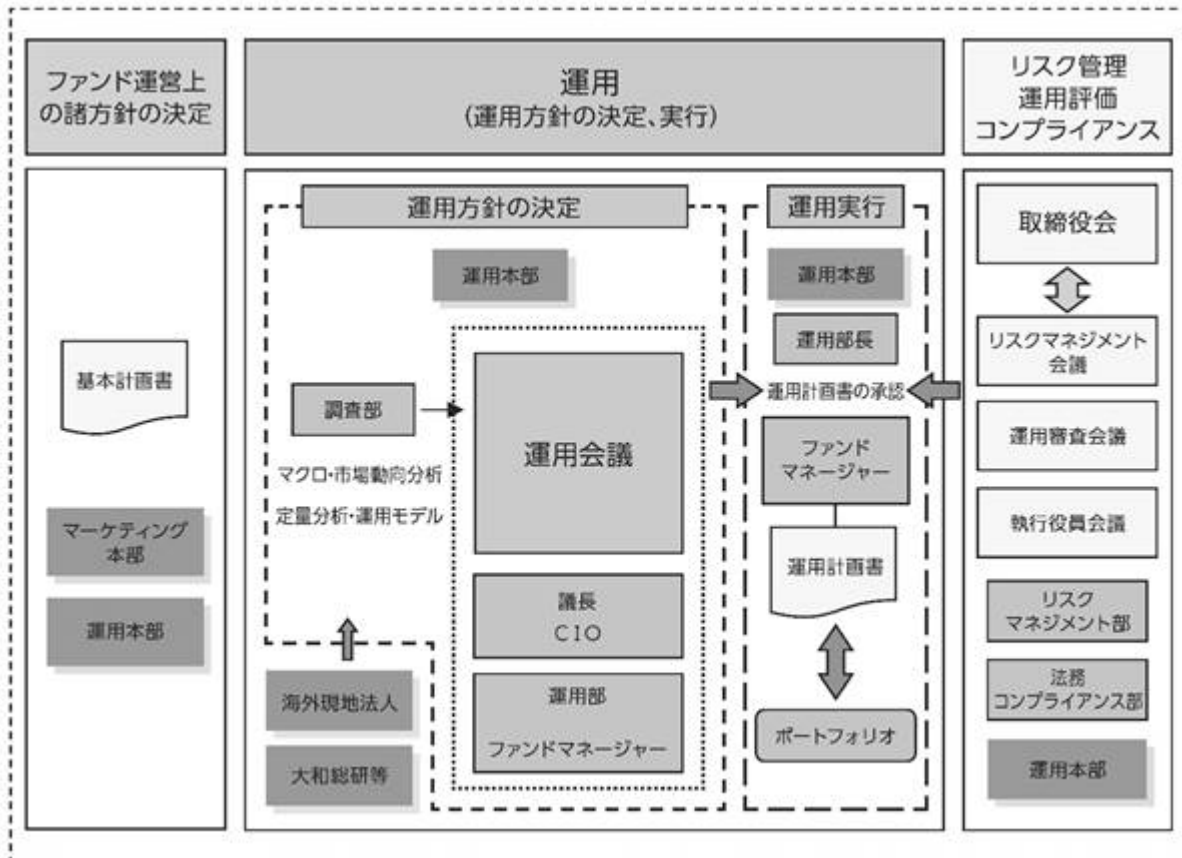 ファンド運営上
の諸方針の決定
運用
(運用方針の決定、実行)
リスク管理
運用評価
コンプライアンス
基本計画書
マーケティング
本部
運用本部
運用方針の決定
運用本部
調査部
マクロ・市場動向分析
定量分析・運用モデル
運用会議
議長
CIO
運用部
ファンドマネージャー
海外現地法人
大和総研等
運用実行
運用本部
運用部長
運用計画書の承認
ファンド
マネージャー
運用計画書
ポートフォリオ
取締役会
リスクマネジメント
会議
運用審査会議
執行役員会議
リスク
マネジメント部
法務
コンプライアンス部
運用本部